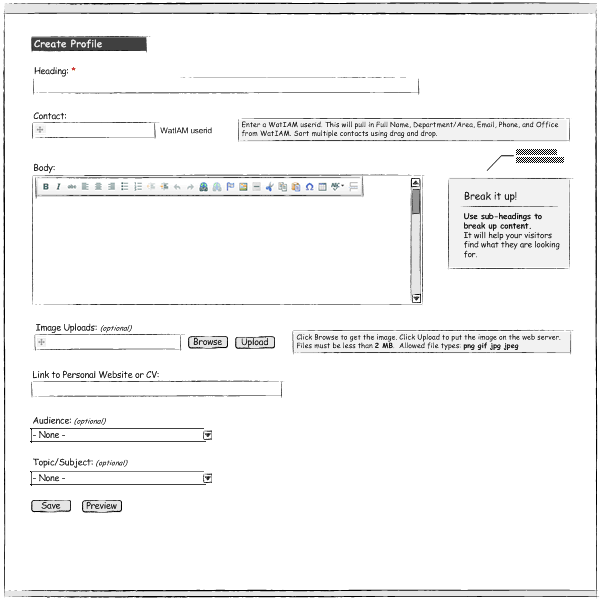 Create Profile
Heading: *
Contact:
WatIAM userid
Enter a WatIAM userid. This will pull in Full Name, Department/Area, Email, Phone, and Office
from WatIAM. Sort multiple contacts using drag and drop.
Body:
B I abc
ABC
Break it up!
Use sub-headings to
break up content.
It will help your visitors
find what they are looking
for.
Image Uploads: (optional)
Browse Upload
Click Browse to get the image. Click Upload to put the image on the web server.
Files must be less than 2 MB. Allowed file types: png gif jpg jpeg
Link to Personal Website or CV:
Audience: (optional)
- None -
Topic/Subject: (optional)
- None -
Save Preview